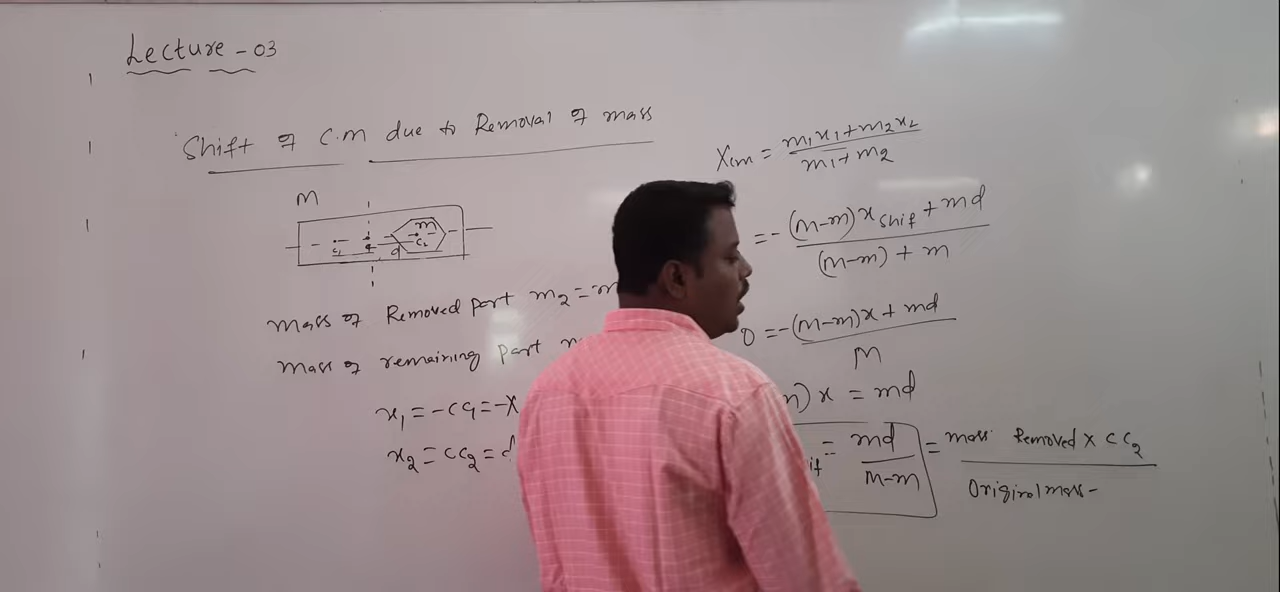 Lecture - 03
Shift of C.M due to Removal of mass
M
m
C1 C d C2
Mass of Removed part m2 = m
Mass of remaining part m
x1 = -CC1 = -X
x2 = CC2 = d
Xcm = m1x1 + m2x2 / m1 + m2
= -(M-m)x shif + md / (M-m) + m
0 = -(M-m)x + md / M
) x = md
= md / M-m = mass Removed X CC2 / Original mass -